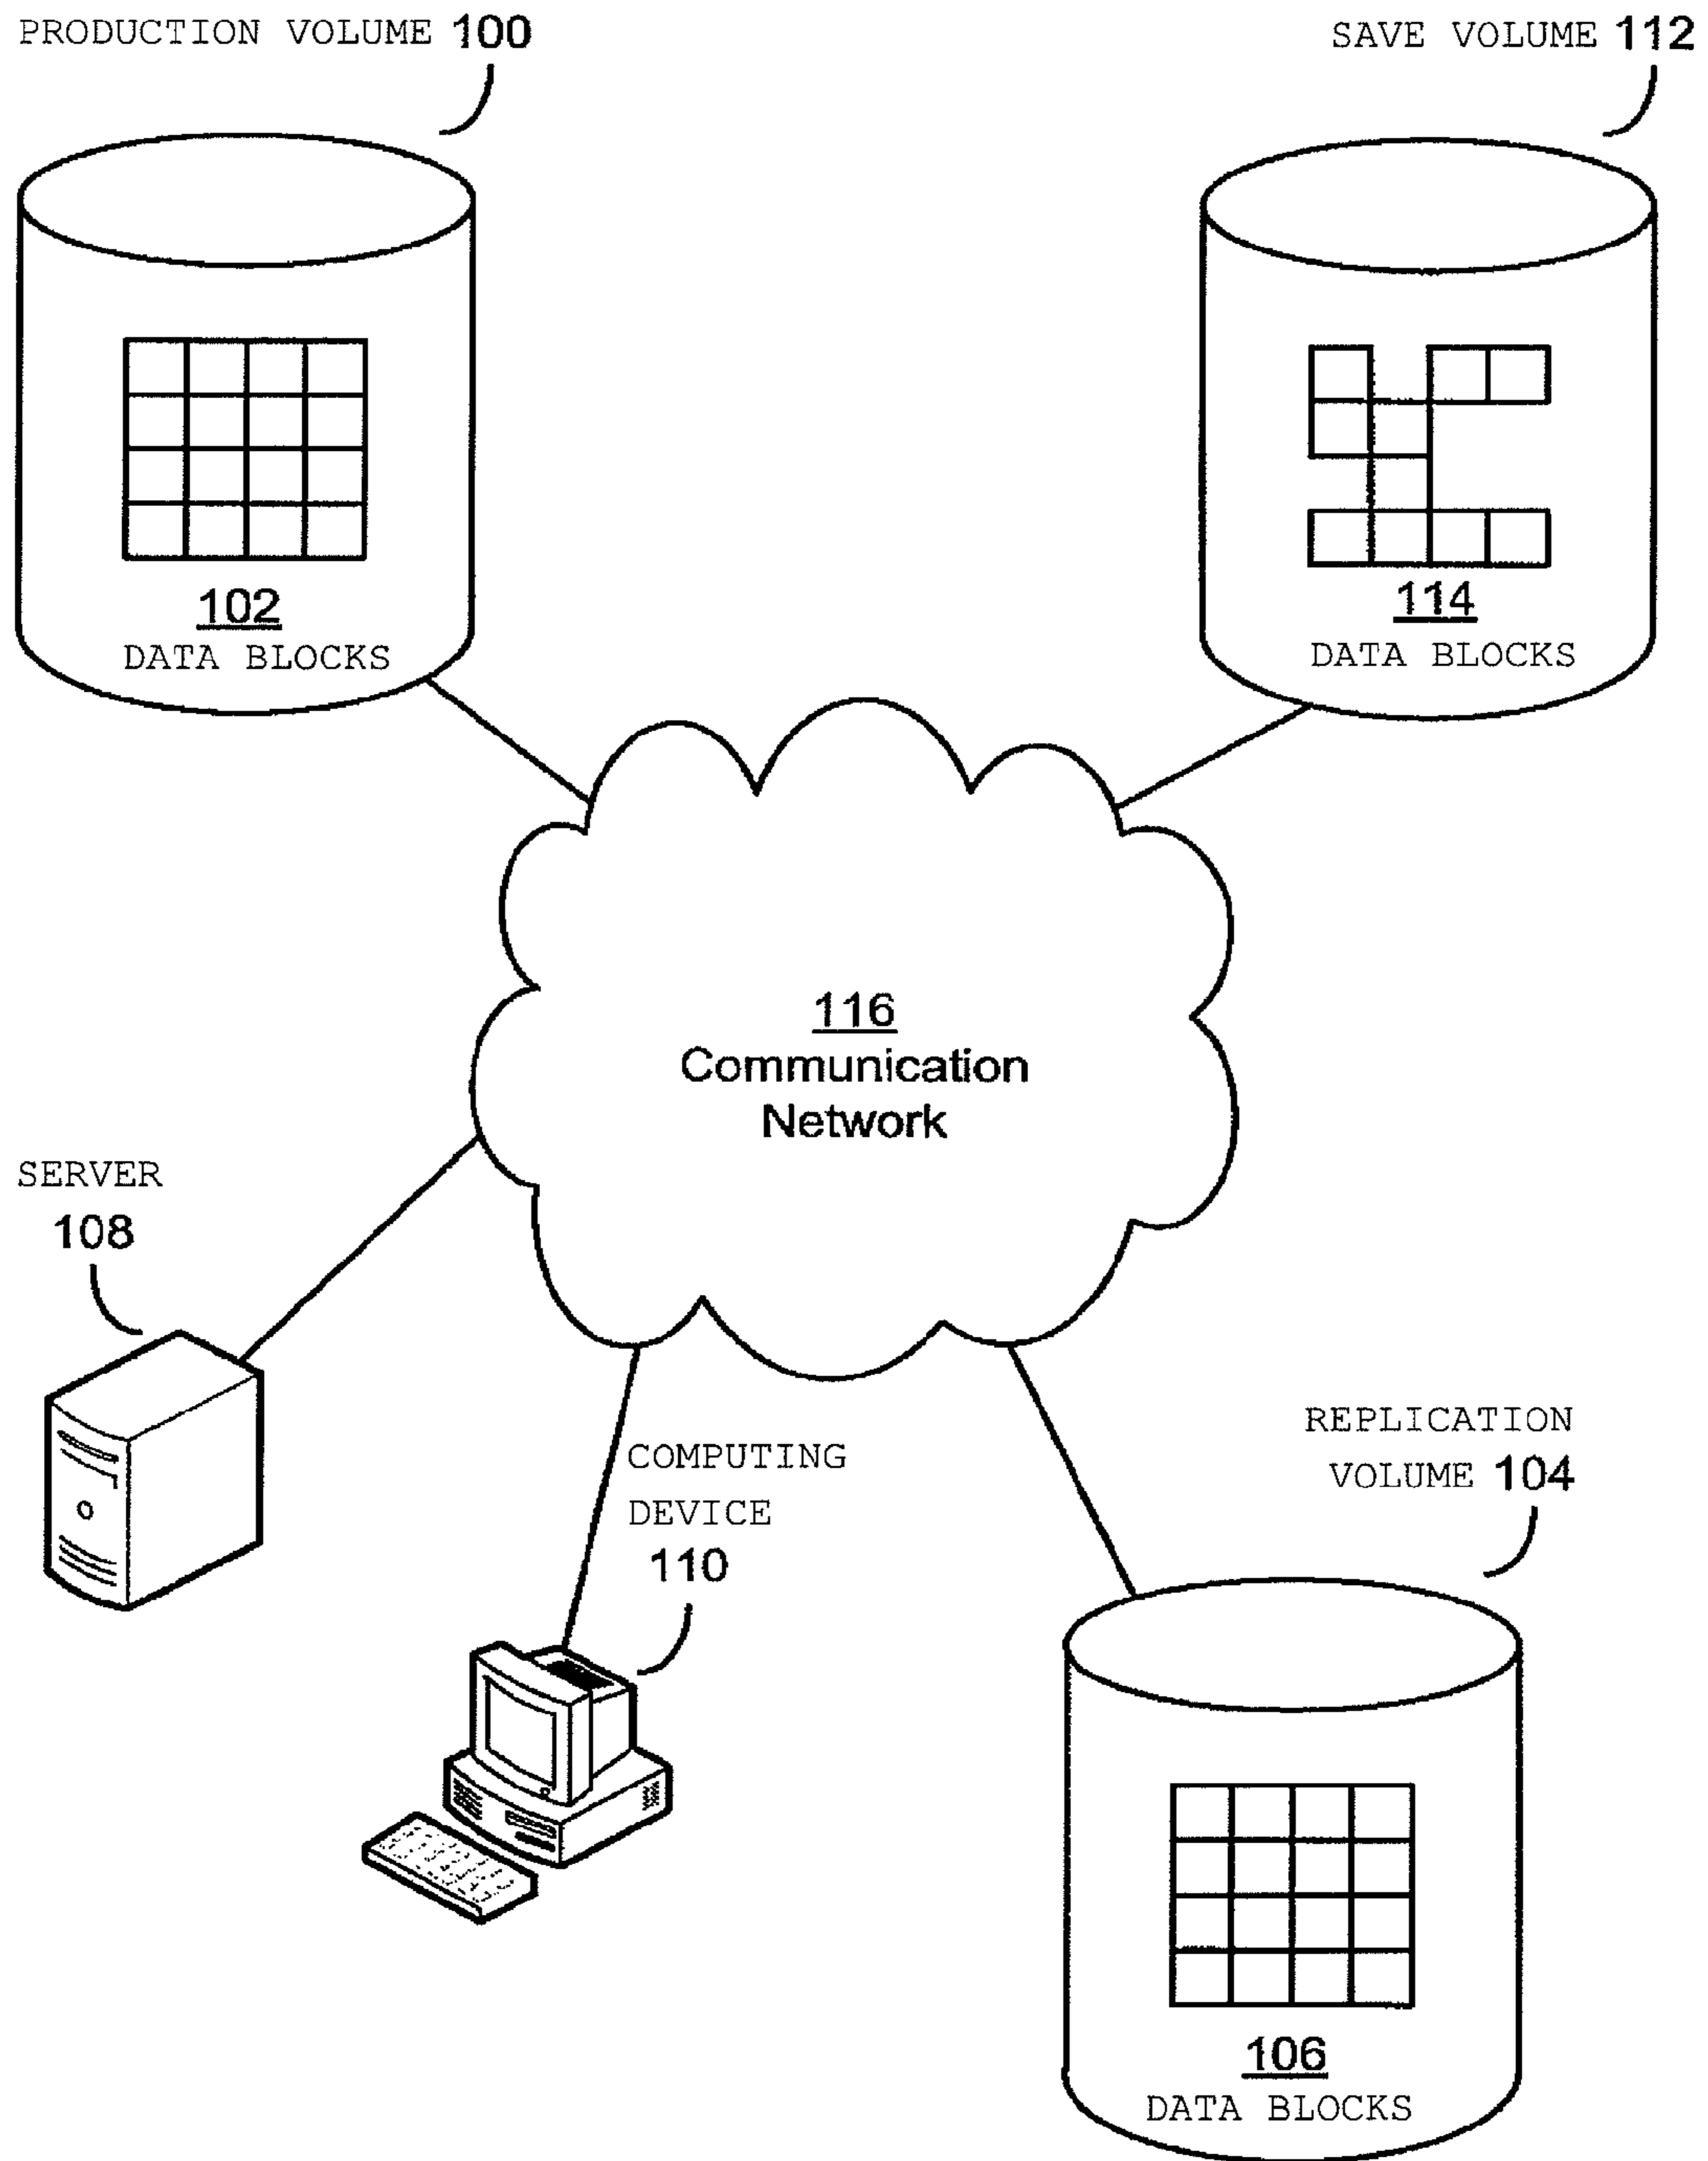 PRODUCTION VOLUME 100
SAVE VOLUME 112
102
DATA BLOCKS
114
DATA BLOCKS
116
Communication
Network
SERVER
108
COMPUTING
DEVICE
110
REPLICATION
VOLUME 104
106
DATA BLOCKS